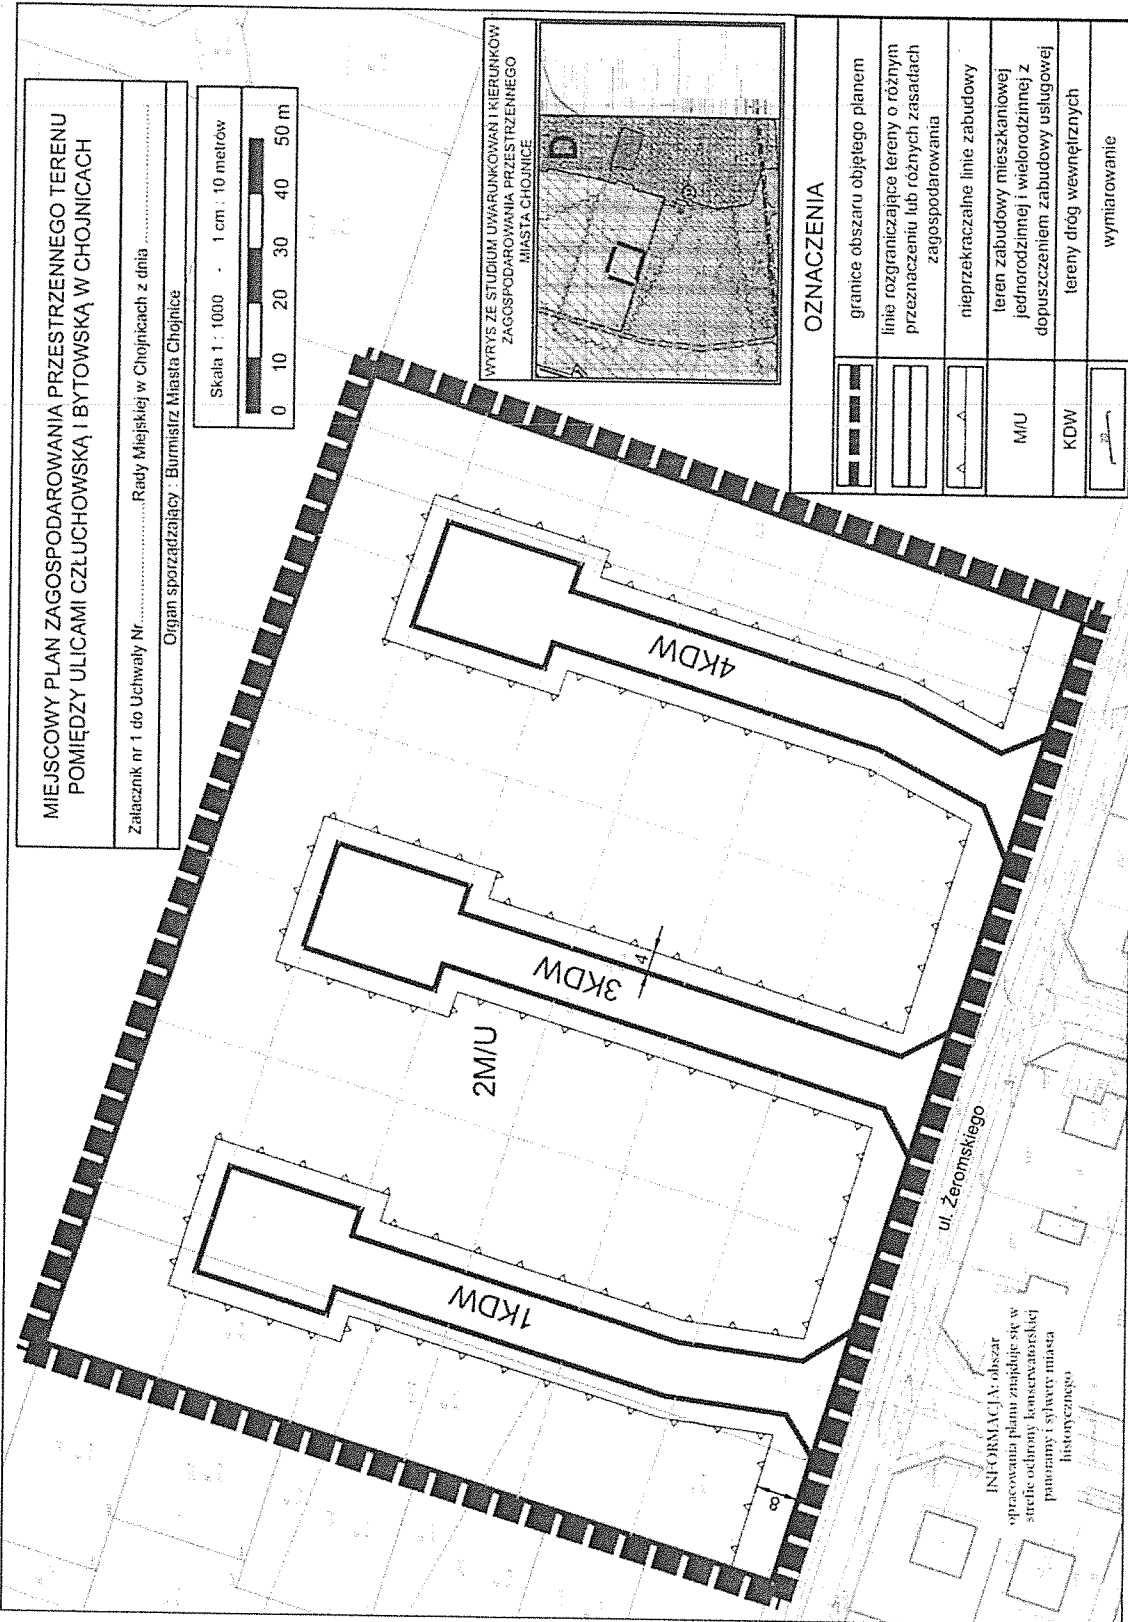 MIEJSCOWY PLAN ZAGOSPODAROWANIA PRZESTRZENNEGO TERENU
POMIĘDZY ULICAMI CZŁUCHOWSKĄ I BYTOWSKĄ W CHOJNICACH
Załacznik nr 1 do Uchwały Nr..............................Rady Miejskiej w Chojnicach z dnia ..............................
Organ sporządzający : Burmistrz Miasta Chojnice
Skala 1 : 1000 - 1 cm : 10 metrów
0 10 20 30 40 50 m
WYRYS ZE STUDIUM UWARUNKOWAŃ I KIERUNKÓW
ZAGOSPODAROWANIA PRZESTRZENNEGO
MIASTA CHOJNICE
D
OZNACZENIA
granice obszaru objętego planem
linie rozgraniczające tereny o różnym
przeznaczeniu lub różnych zasadach
zagospodarowania
nieprzekraczalne linie zabudowy
M/U
teren zabudowy mieszkaniowej
jednorodzinnej i wielorodzinnej z
dopuszczeniem zabudowy usługowej
KDW
tereny dróg wewnętrznych
wymiarowanie
1KDW
2M/U
3KDW
4KDW
4
8
ul. Żeromskiego
INFORMACJA: obszar
opracowania planu znajduje się w
strefie ochrony konserwatorskiej
panoramy i sylwety miasta
historycznego